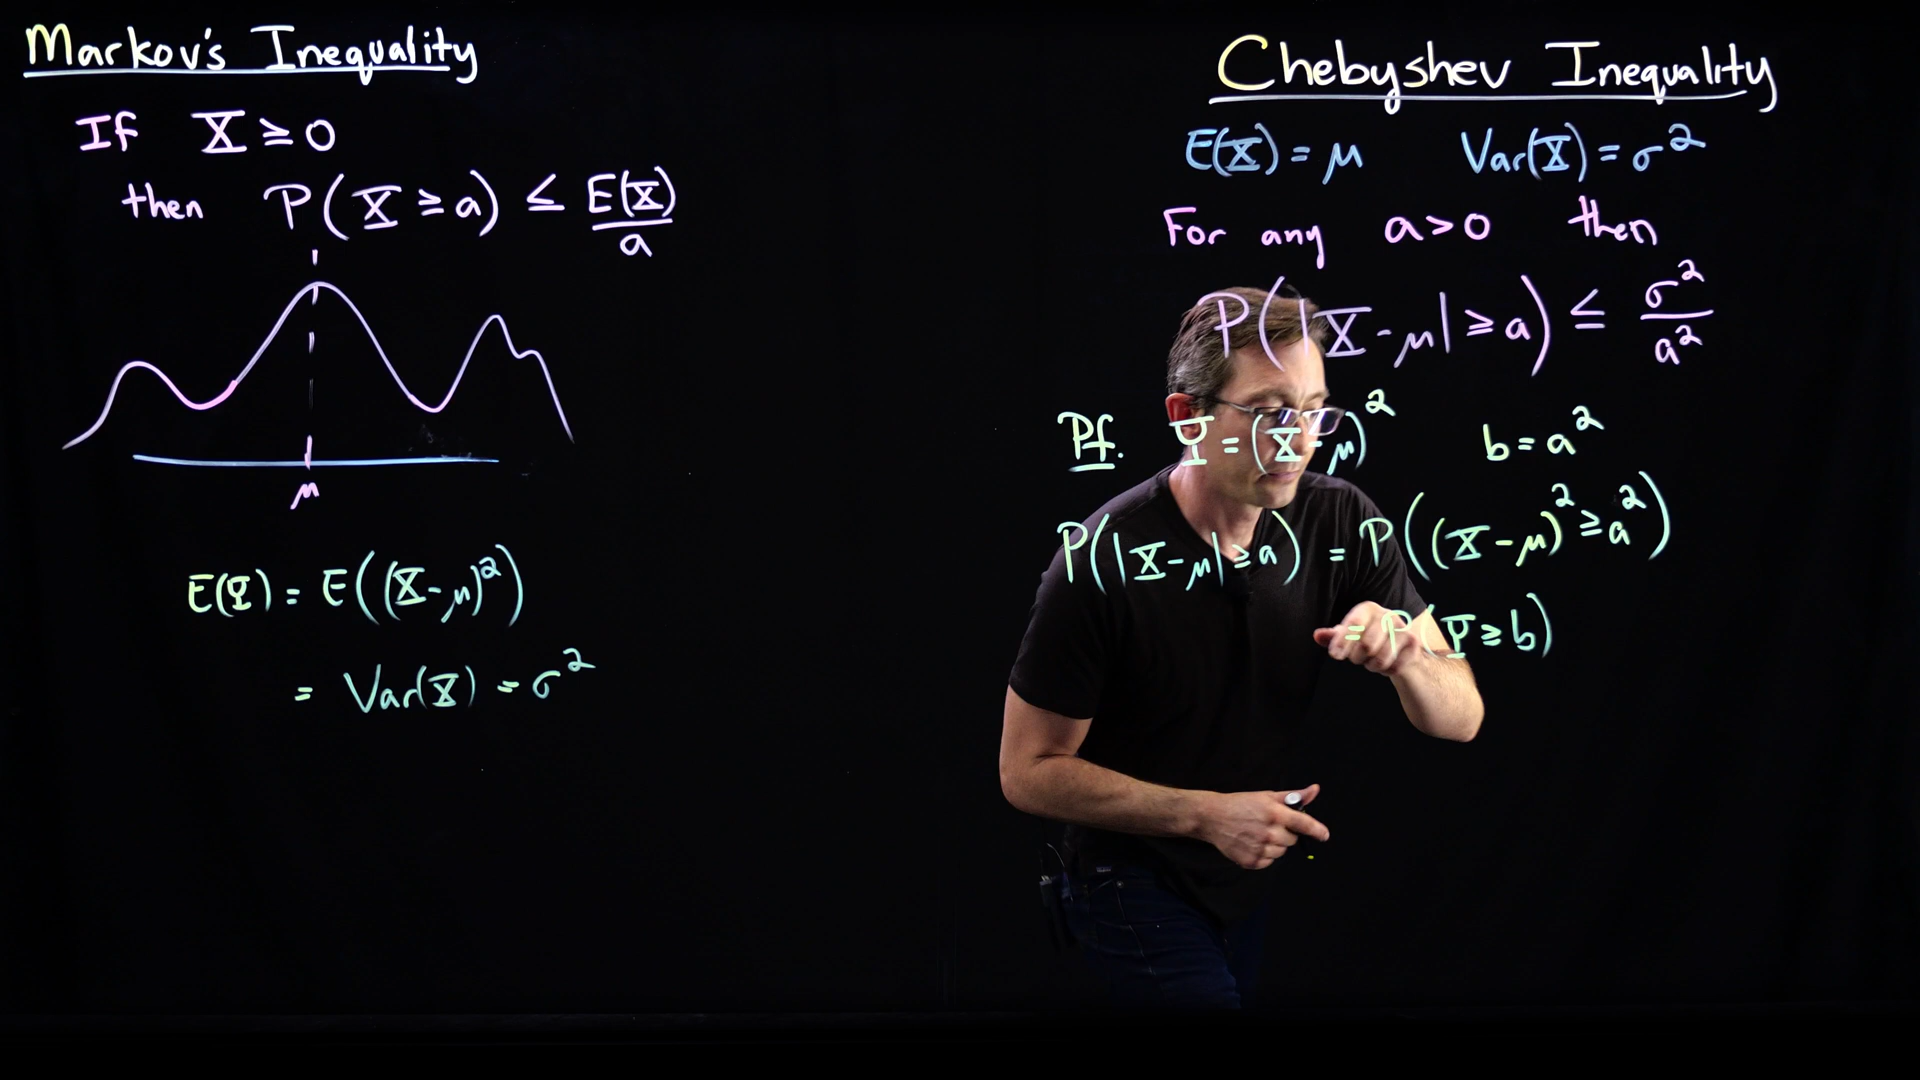 Markov's Inequality
If X ≥ 0
then P(X ≥ a) ≤ E(X)/a
μ
E(Y) = E((X-μ)²)
= Var(X) = σ²
Chebyshev Inequality
E(X) = μ Var(X) = σ²
For any a > 0 then
P(|X-μ| ≥ a) ≤ σ²/a²
Pf. Y = (X-μ)² b = a²
P(|X-μ| ≥ a) = P((X-μ)² ≥ a²)
= P(Y ≥ b)